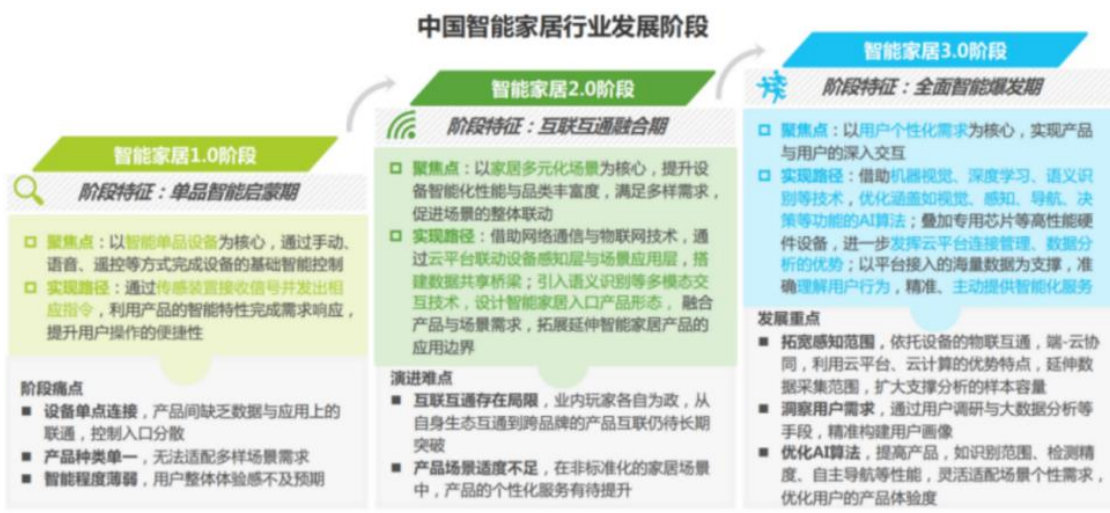 中国智能家居行业发展阶段
智能家居1.0阶段
阶段特征：单品智能启蒙期
聚焦点：以智能单品设备为核心，通过手动、
语音、遥控等方式完成设备的基础智能控制
实现路径：通过传感装置接收信号并发出相
应指令，利用产品的智能特性完成需求响应，
提升用户操作的便捷性
阶段痛点
设备单点连接，产品间缺乏数据与应用上的
联通，控制入口分散
产品种类单一，无法适配多样场景需求
智能程度薄弱，用户整体体验感不及预期
智能家居2.0阶段
阶段特征：互联互通融合期
聚焦点：以家居多元化场景为核心，提升设
备智能化性能与品类丰富度，满足多样需求，
促进场景的整体联动
实现路径：借助网络通信与物联网技术，通
过云平台联动设备感知层与场景应用层，搭
建数据共享桥梁；引入语义识别等多模态交
互技术，设计智能家居入口产品形态，融合
产品与场景需求，拓展延伸智能家居产品的
应用边界
演进难点
互联互通存在局限，业内玩家各自为政，从
自身生态互通到跨品牌的产品互联仍待长期
突破
产品场景适度不足，在非标准化的家居场景
中，产品的个性化服务有待提升
智能家居3.0阶段
阶段特征：全面智能爆发期
聚焦点：以用户个性化需求为核心，实现产品
与用户的深入交互
实现路径：借助机器视觉、深度学习、语义识
别等技术，优化涵盖如视觉、感知、导航、决
策等功能的AI算法；叠加专用芯片等高性能硬
件设备，进一步发挥云平台连接管理、数据分
析的优势；以平台接入的海量数据为支撑，准
确理解用户行为，精准、主动提供智能化服务
发展重点
拓宽感知范围，依托设备的物联互通，端-云协
同，利用云平台、云计算的优势特点，延伸数
据采集范围，扩大支撑分析的样本容量
洞察用户需求，通过用户调研与大数据分析等
手段，精准构建用户画像
优化AI算法，提高产品，如识别范围、检测精
度、自主导航等性能，灵活适配场景个性需求，
优化用户的产品体验度